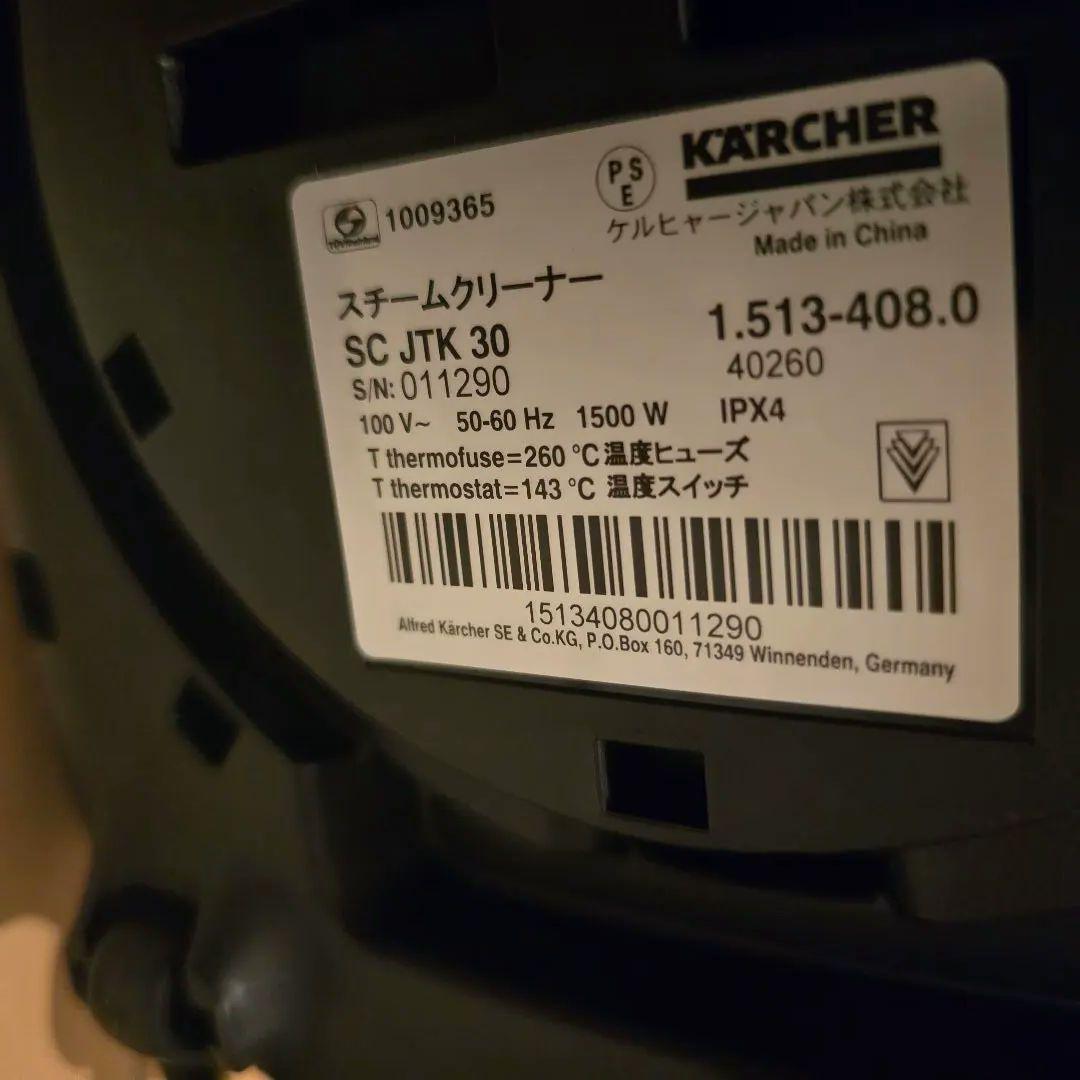 KÄRCHER
PSE
1009365
ケルヒャージャパン株式会社
Made in China
スチームクリーナー
SC JTK 30
1.513-408.0
S/N: 011290
40260
100 V~ 50-60 Hz 1500 W IPX4
T thermofuse=260 °C温度ヒューズ
T thermostat=143 °C 温度スイッチ
15134080011290
Alfred Kärcher SE & Co.KG, P.O.Box 160, 71349 Winnenden, Germany